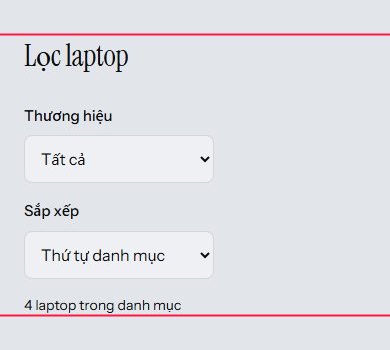 Lọc laptop
Thương hiệu
Tất cả
Sắp xếp
Thứ tự danh mục
4 laptop trong danh mục